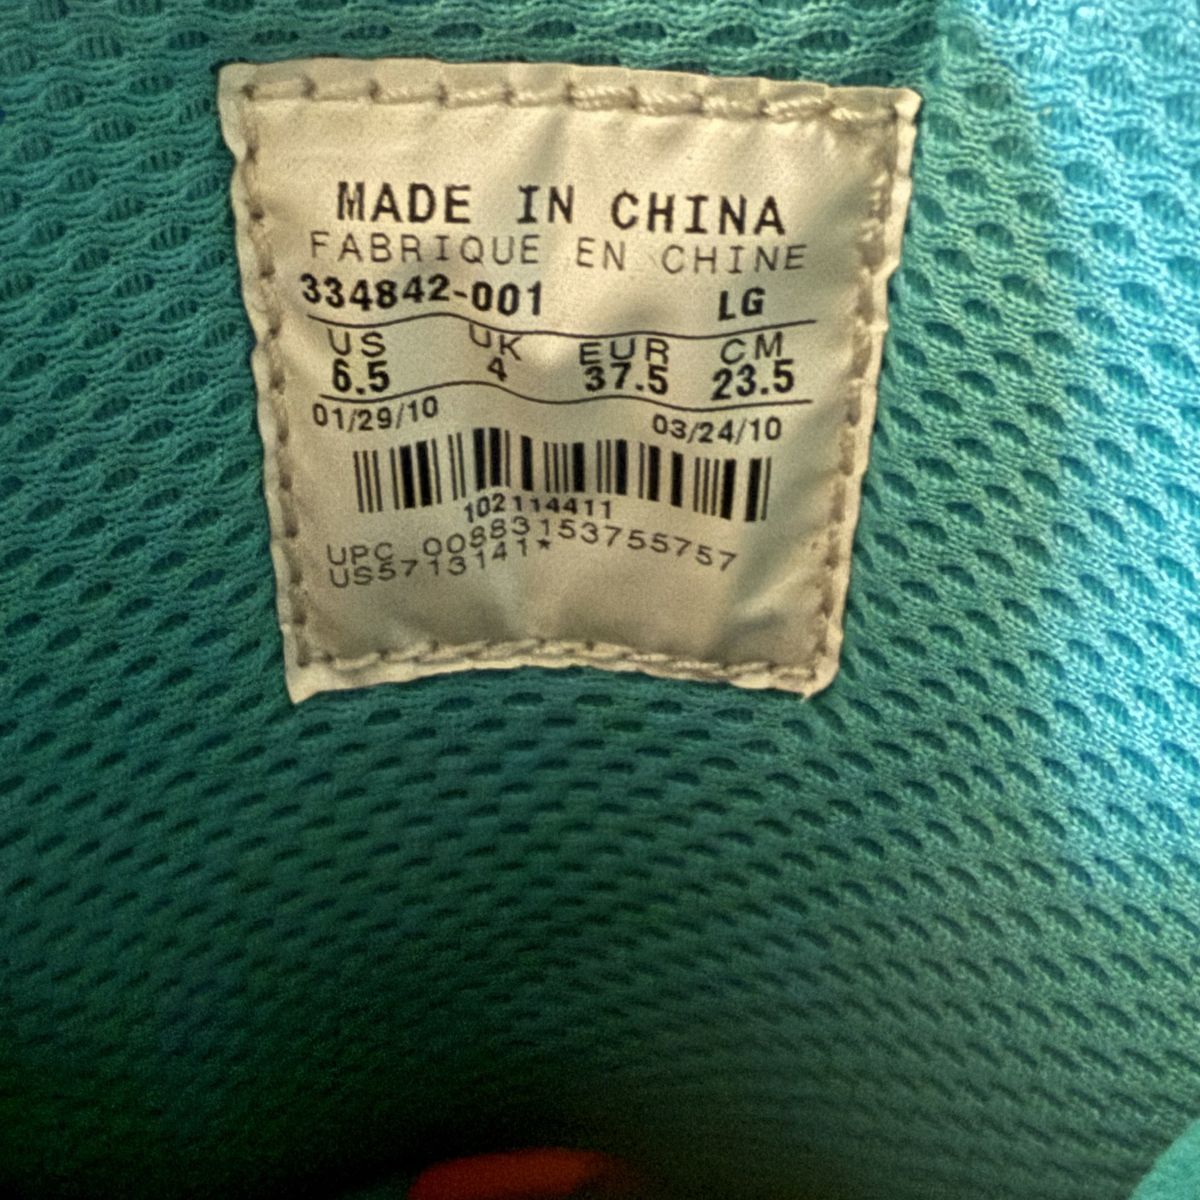 MADE IN CHINA
FABRIQUE EN CHINE
334842-001 LG
US UK EUR CM
6.5 4 37.5 23.5
01/29/10 03/24/10
102114411
UPC 00883153755757
US5713141*